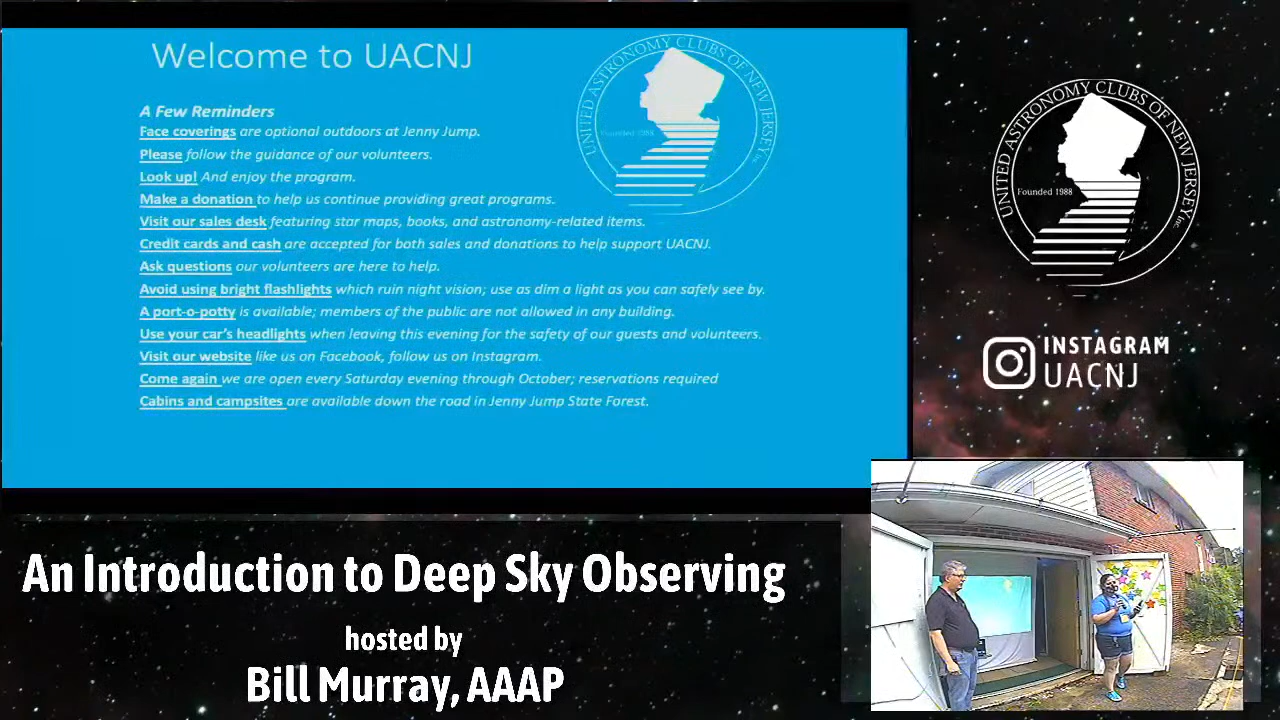 Welcome to UACNJ
UNITED ASTRONOMY CLUBS OF NEW JERSEY Inc.
Founded 1988
A Few Reminders
Face coverings are optional outdoors at Jenny Jump.
Please follow the guidance of our volunteers.
Look up! And enjoy the program.
Make a donation to help us continue providing great programs.
Visit our sales desk featuring star maps, books, and astronomy-related items.
Credit cards and cash are accepted for both sales and donations to help support UACNJ.
Ask questions our volunteers are here to help.
Avoid using bright flashlights which ruin night vision; use as dim a light as you can safely see by.
A port-o-potty is available; members of the public are not allowed in any building.
Use your car's headlights when leaving this evening for the safety of our guests and volunteers.
Visit our website like us on Facebook, follow us on Instagram.
Come again we are open every Saturday evening through October; reservations required
Cabins and campsites are available down the road in Jenny Jump State Forest.
UNITED ASTRONOMY CLUBS OF NEW JERSEY Inc.
Founded 1988
INSTAGRAM
UACNJ
An Introduction to Deep Sky Observing
hosted by
Bill Murray, AAAP